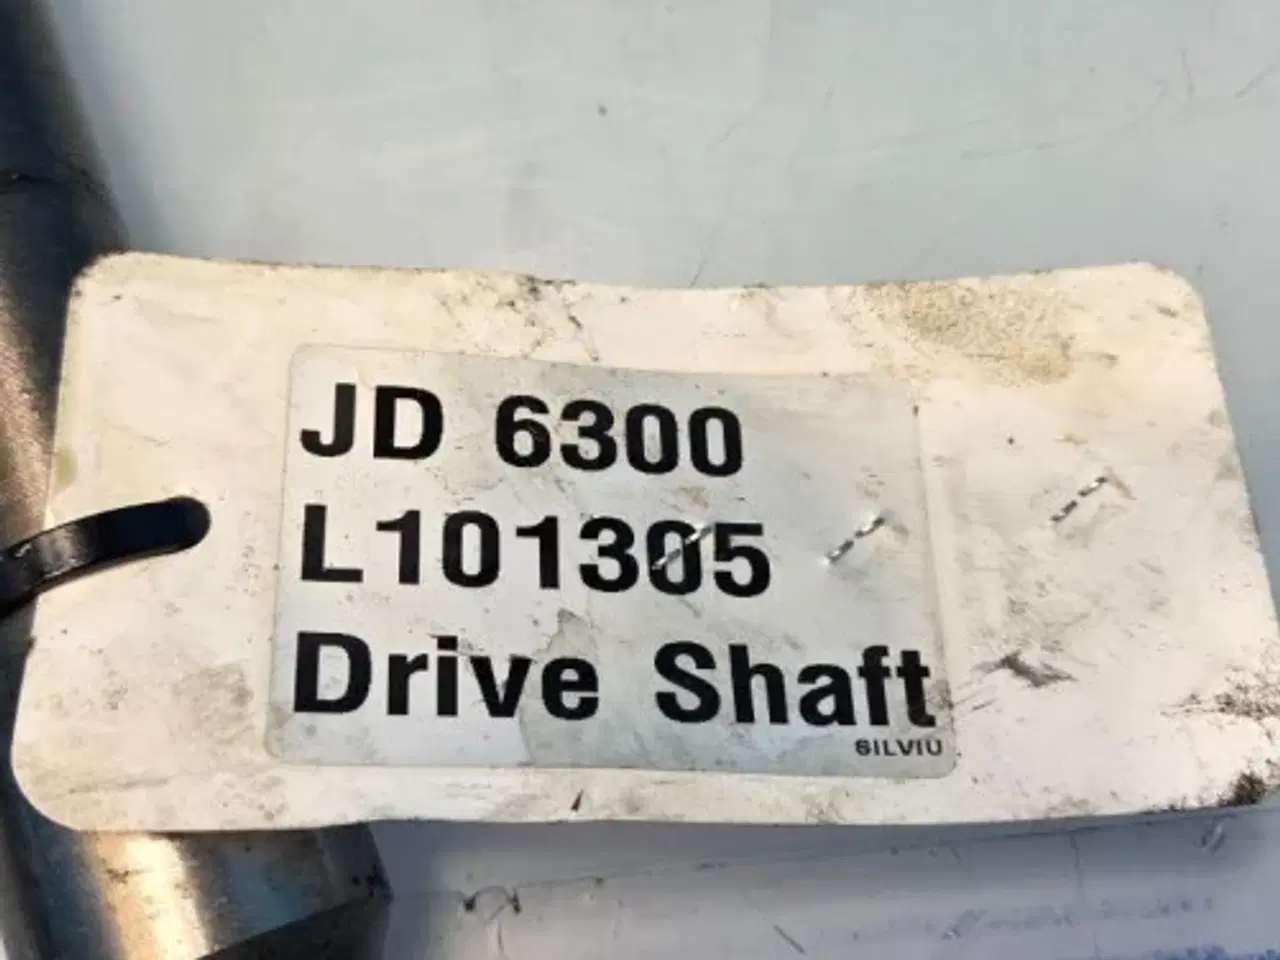 JD 6300
L101305
Drive Shaft
SILVIU